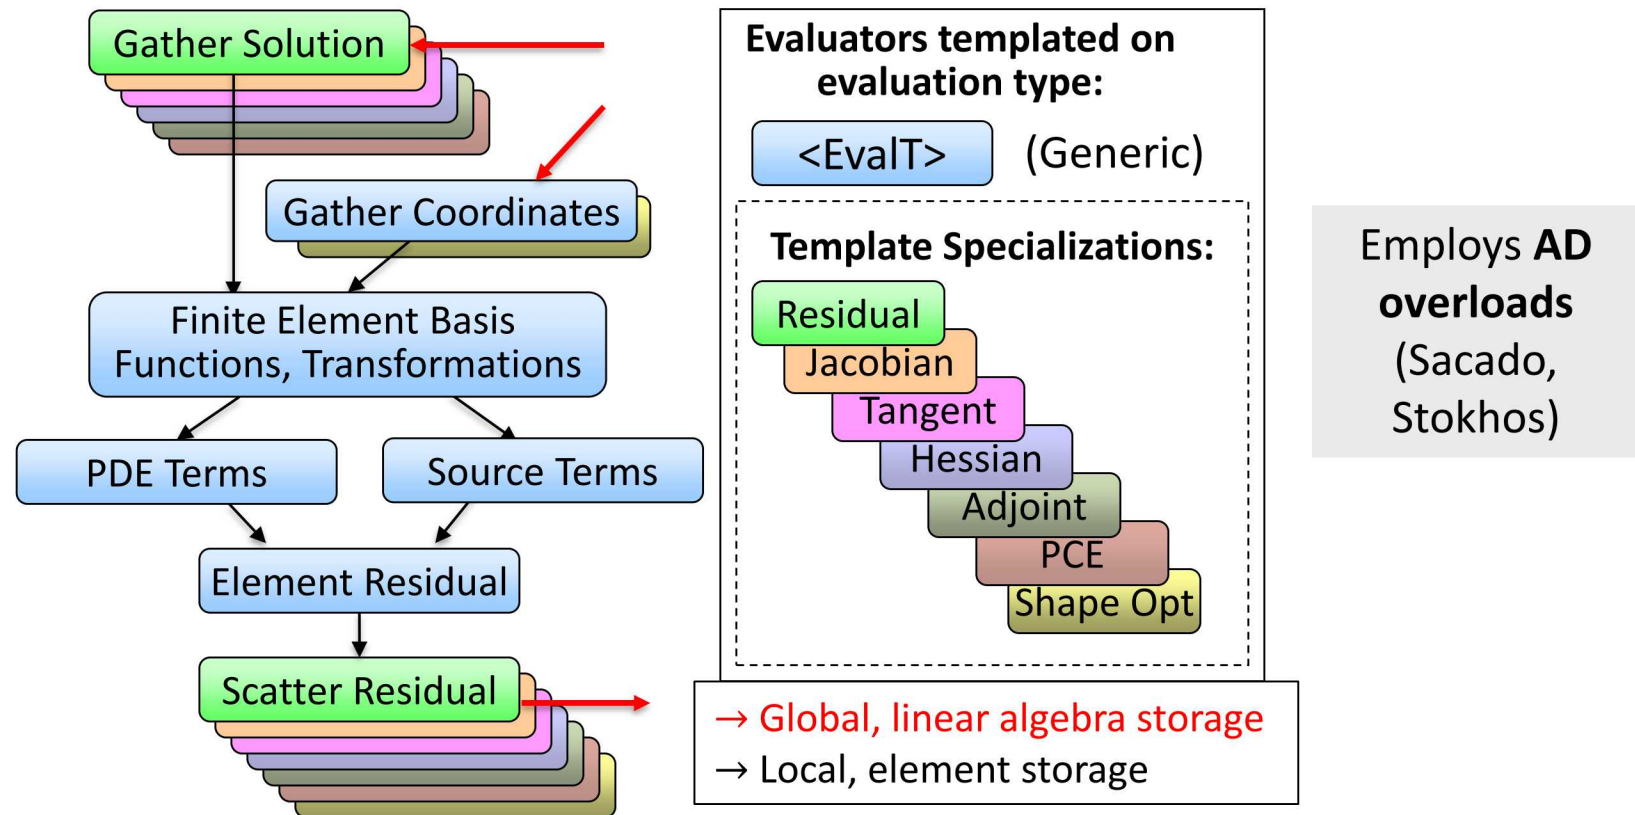 Gather Solution
Gather Coordinates
Finite Element Basis
Functions, Transformations
PDE Terms
Source Terms
Element Residual
Scatter Residual
Evaluators templated on
evaluation type:
<EvalT>
(Generic)
Template Specializations:
Residual
Jacobian
Tangent
Hessian
Adjoint
PCE
Shape Opt
→ Global, linear algebra storage
→ Local, element storage
Employs AD
overloads
(Sacado,
Stokhos)